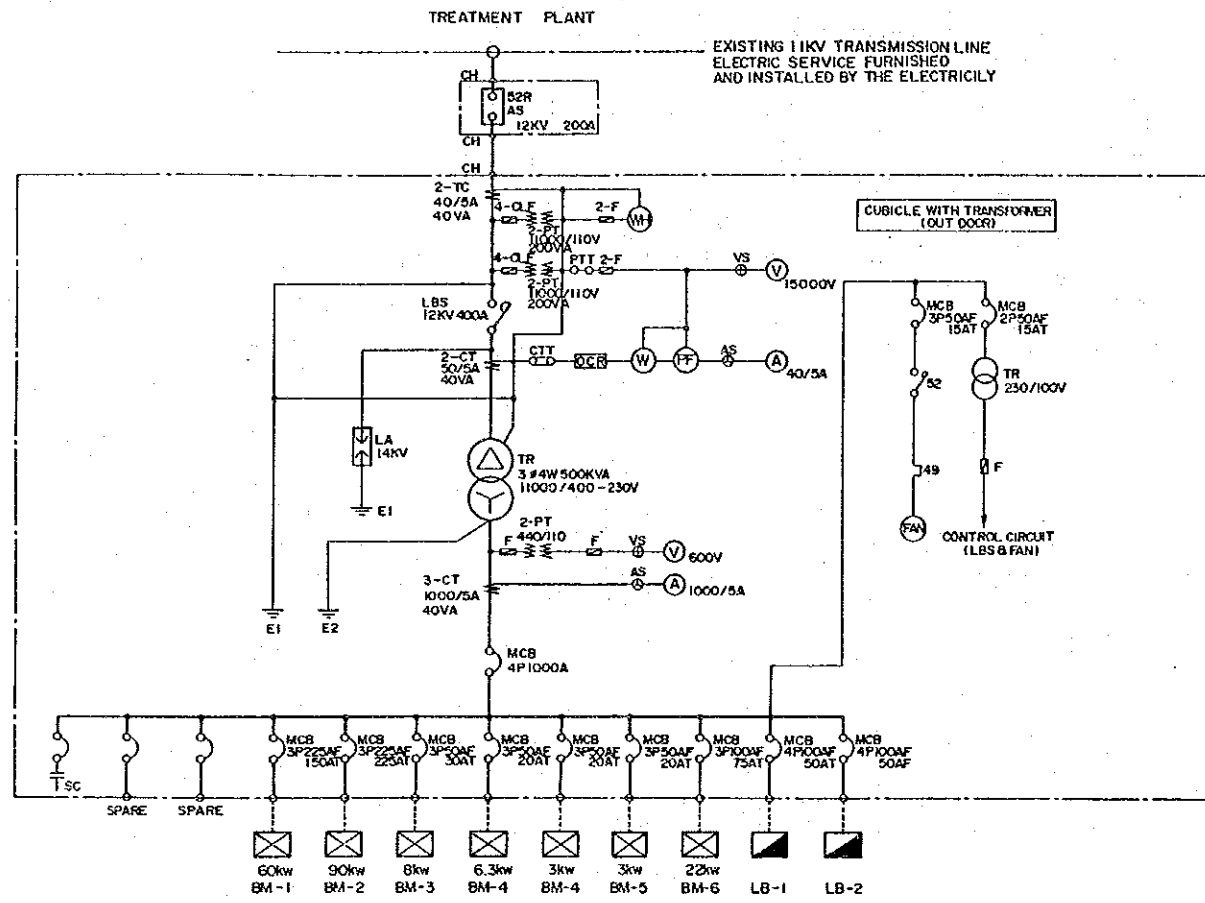 TREATMENT PLANT
EXISTING 11KV TRANSMISSION LINE
ELECTRIC SERVICE FURNISHED
AND INSTALLED BY THE ELECTRICILY
CH
52R
AS
12KV 200A
CH
CH
2-TC
40/5A
40VA
4-CLF
2-F
WH
2-PT
11000/110V
200VA
CUBICLE WITH TRANSFORMER
(OUT DOOR)
4-CLF
PTT
2-F
VS
V
15000V
2-PT
11000/110V
200VA
LBS
12KV 400A
MCB
3P50AF
15AT
MCB
2P50AF
15AT
2-CT
50/5A
40VA
CTT
OCR
W
PF
AS
A
40/5A
52
TR
230/100V
LA
14KV
E1
TR
3#4W 500KVA
11000/400-230V
49
F
FAN
CONTROL CIRCUIT
(LBS & FAN)
2-PT
440/110
F
F
VS
V
600V
3-CT
1000/5A
40VA
AS
A
1000/5A
E1
E2
MCB
4P1000A
SC
SPARE
SPARE
MCB
3P225AF
150AT
MCB
3P225AF
225AT
MCB
3P50AF
30AT
MCB
3P50AF
20AT
MCB
3P50AF
20AT
MCB
3P50AF
20AT
MCB
3P100AF
75AT
MCB
4P100AF
50AT
MCB
4P100AF
50AF
60kw
BM-1
90kw
BM-2
8kw
BM-3
6.3kw
BM-4
3kw
BM-4
3kw
BM-5
22kw
BM-6
LB-1
LB-2